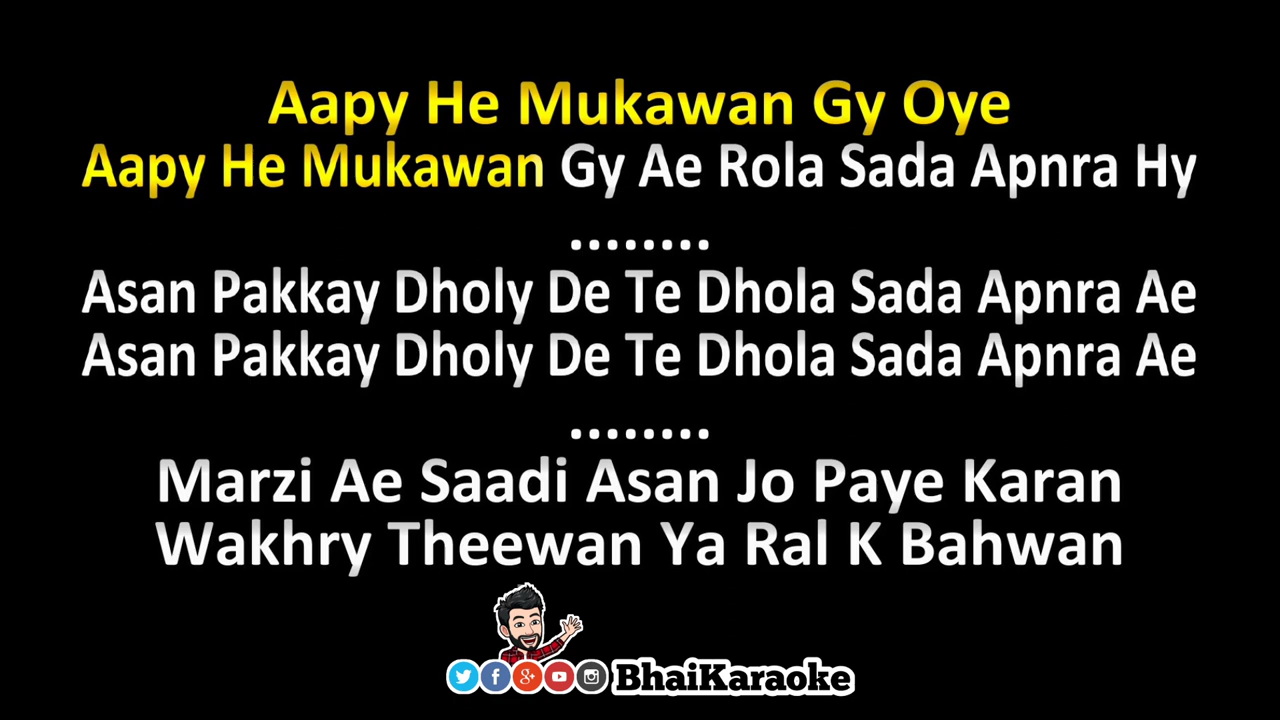 Aapy He Mukawan Gy Oye
Aapy He Mukawan Gy Ae Rola Sada Apnra Hy
........
Asan Pakkay Dholy De Te Dhola Sada Apnra Ae
Asan Pakkay Dholy De Te Dhola Sada Apnra Ae
........
Marzi Ae Saadi Asan Jo Paye Karan
Wakhry Theewan Ya Ral K Bahwan
BhaiKaraoke